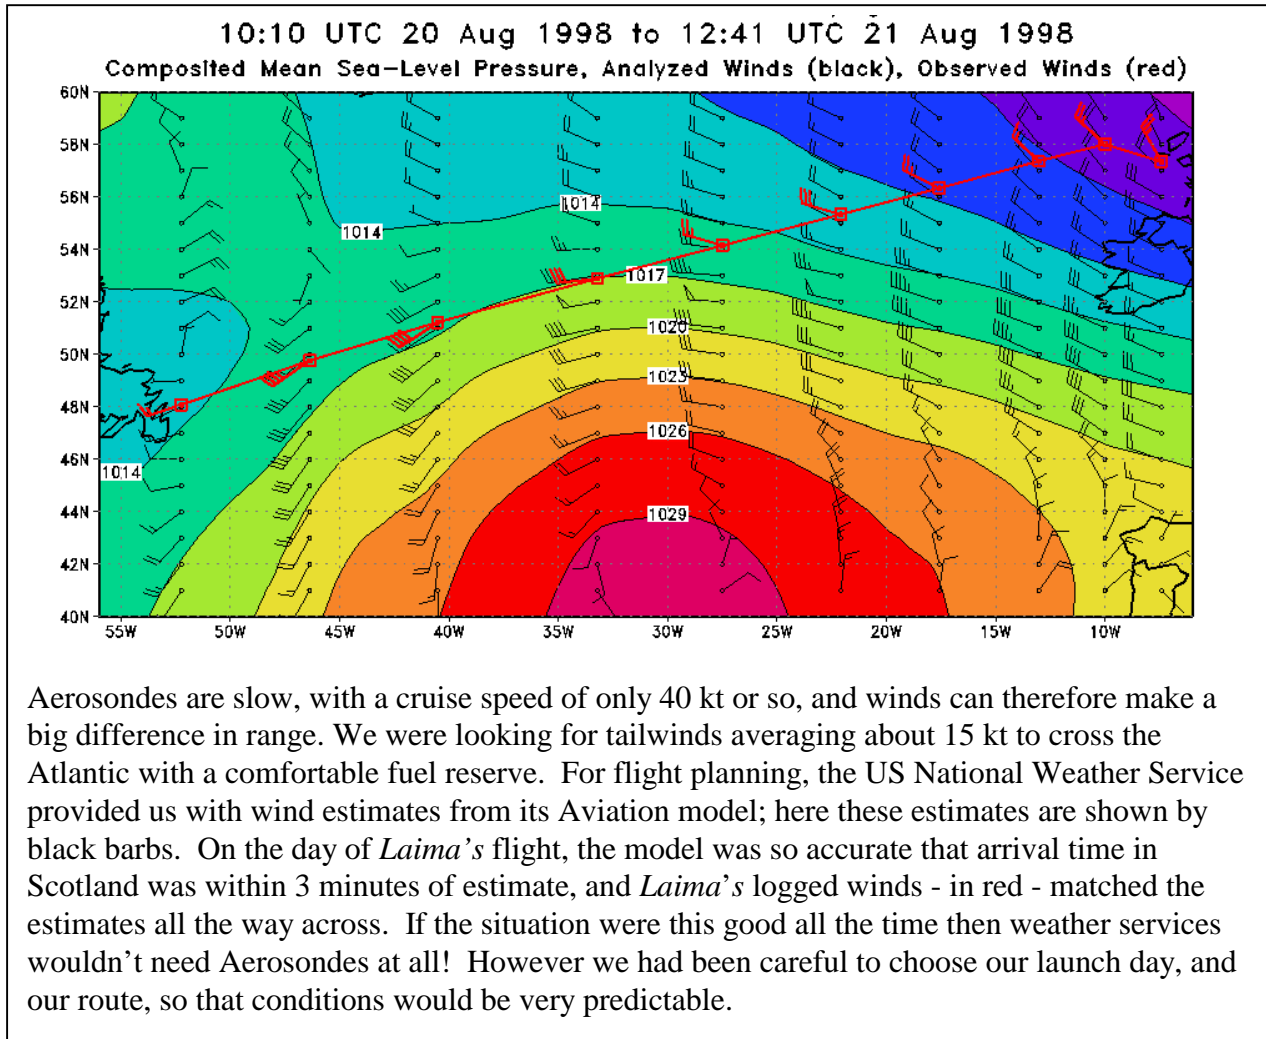 10:10 UTC 20 Aug 1998 to 12:41 UTC 21 Aug 1998
Composited Mean Sea-Level Pressure, Analyzed Winds (black), Observed Winds (red)
60N
58N
56N
54N
52N
50N
48N
46N
44N
42N
40N
1014
1014
1017
1020
1023
1026
1014
1029
55W 50W 45W 40W 35W 30W 25W 20W 15W 10W
Aerosondes are slow, with a cruise speed of only 40 kt or so, and winds can therefore make a
big difference in range. We were looking for tailwinds averaging about 15 kt to cross the
Atlantic with a comfortable fuel reserve.  For flight planning, the US National Weather Service
provided us with wind estimates from its Aviation model; here these estimates are shown by
black barbs.  On the day of Laima’s flight, the model was so accurate that arrival time in
Scotland was within 3 minutes of estimate, and Laima’s logged winds - in red - matched the
estimates all the way across.  If the situation were this good all the time then weather services
wouldn’t need Aerosondes at all!  However we had been careful to choose our launch day, and
our route, so that conditions would be very predictable.